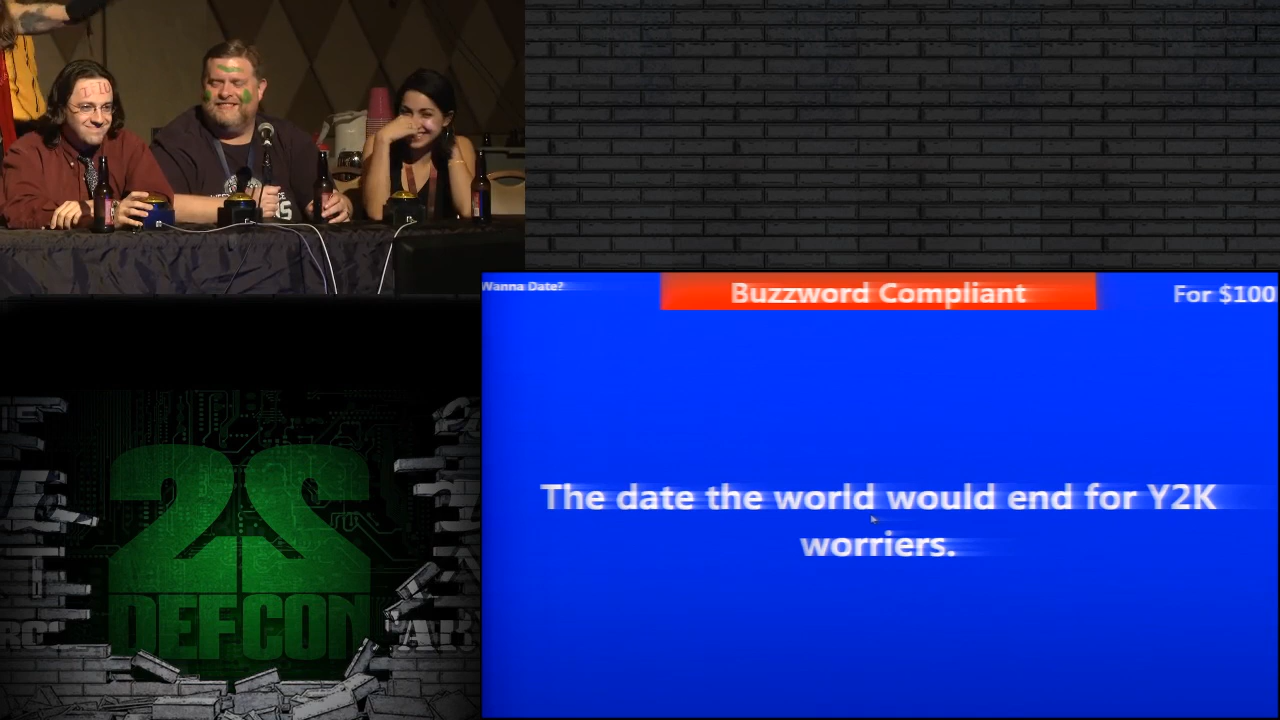 Wanna Date?
Buzzword Compliant
For $100
The date the world would end for Y2K
worriers.
DEFCON